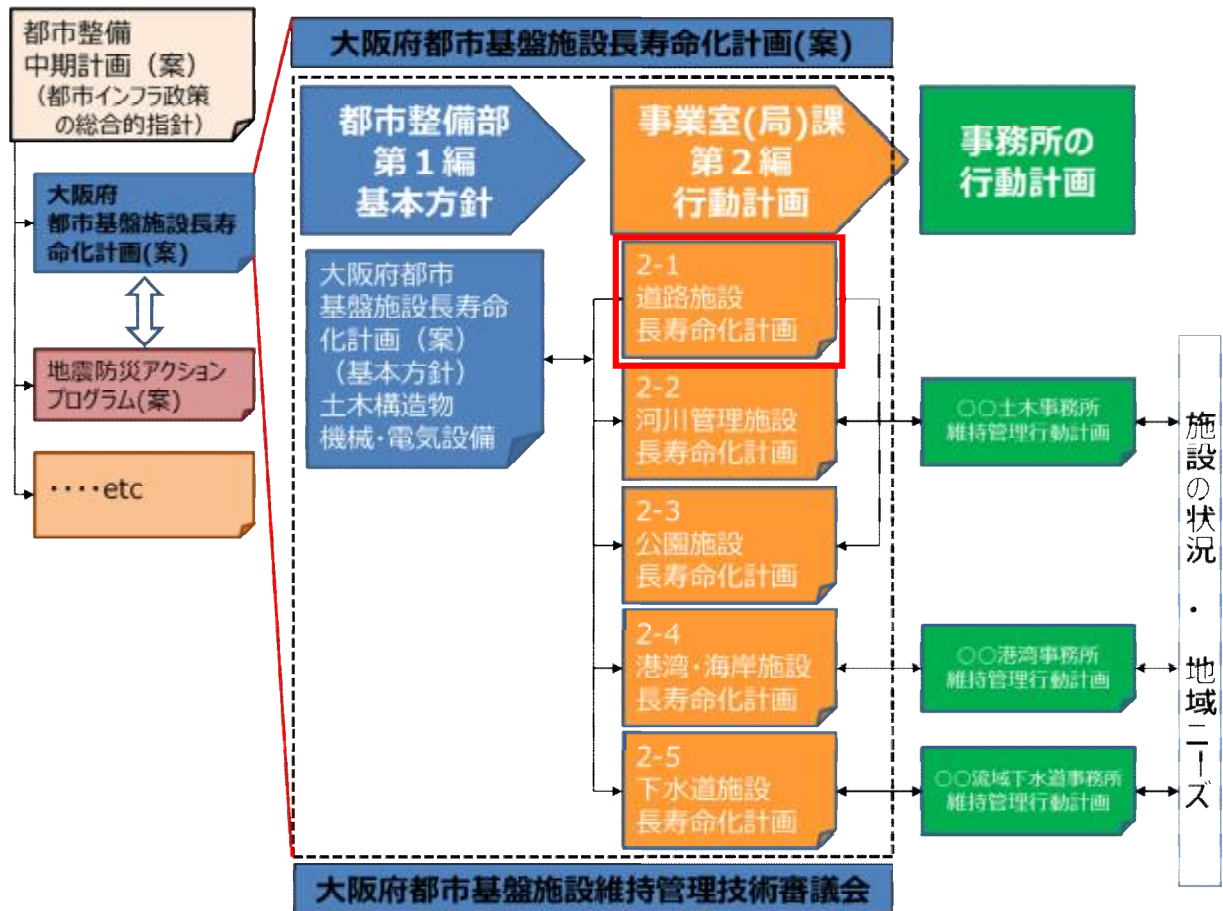 都市整備
中期計画（案）
（都市インフラ政策
の総合的指針）
大阪府
都市基盤施設長寿
命化計画(案)
地震防災アクション
プログラム(案)
････etc
大阪府都市基盤施設長寿命化計画(案)
都市整備部
第１編
基本方針
事業室(局)課
第２編
行動計画
事務所の
行動計画
大阪府都市
基盤施設長寿命
化計画（案）
（基本方針）
土木構造物
機械･電気設備
2-1
道路施設
長寿命化計画
2-2
河川管理施設
長寿命化計画
2-3
公園施設
長寿命化計画
2-4
港湾･海岸施設
長寿命化計画
2-5
下水道施設
長寿命化計画
○○土木事務所
維持管理行動計画
○○港湾事務所
維持管理行動計画
○○流域下水道事務所
維持管理行動計画
施設の状況・地域ニーズ
大阪府都市基盤施設維持管理技術審議会